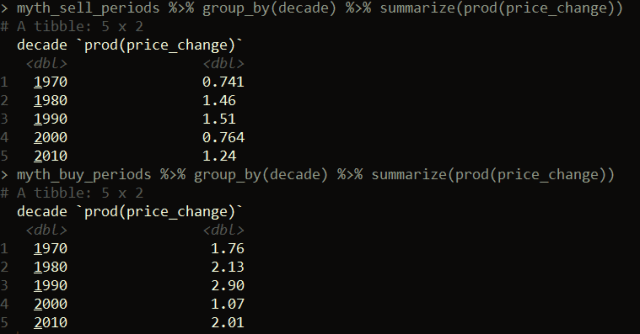 > myth_sell_periods %>% group_by(decade) %>% summarize(prod(price_change))
# A tibble: 5 x 2
decade `prod(price_change)`
<dbl> <dbl>
1 1970 0.741
2 1980 1.46
3 1990 1.51
4 2000 0.764
5 2010 1.24
> myth_buy_periods %>% group_by(decade) %>% summarize(prod(price_change))
# A tibble: 5 x 2
decade `prod(price_change)`
<dbl> <dbl>
1 1970 1.76
2 1980 2.13
3 1990 2.90
4 2000 1.07
5 2010 2.01